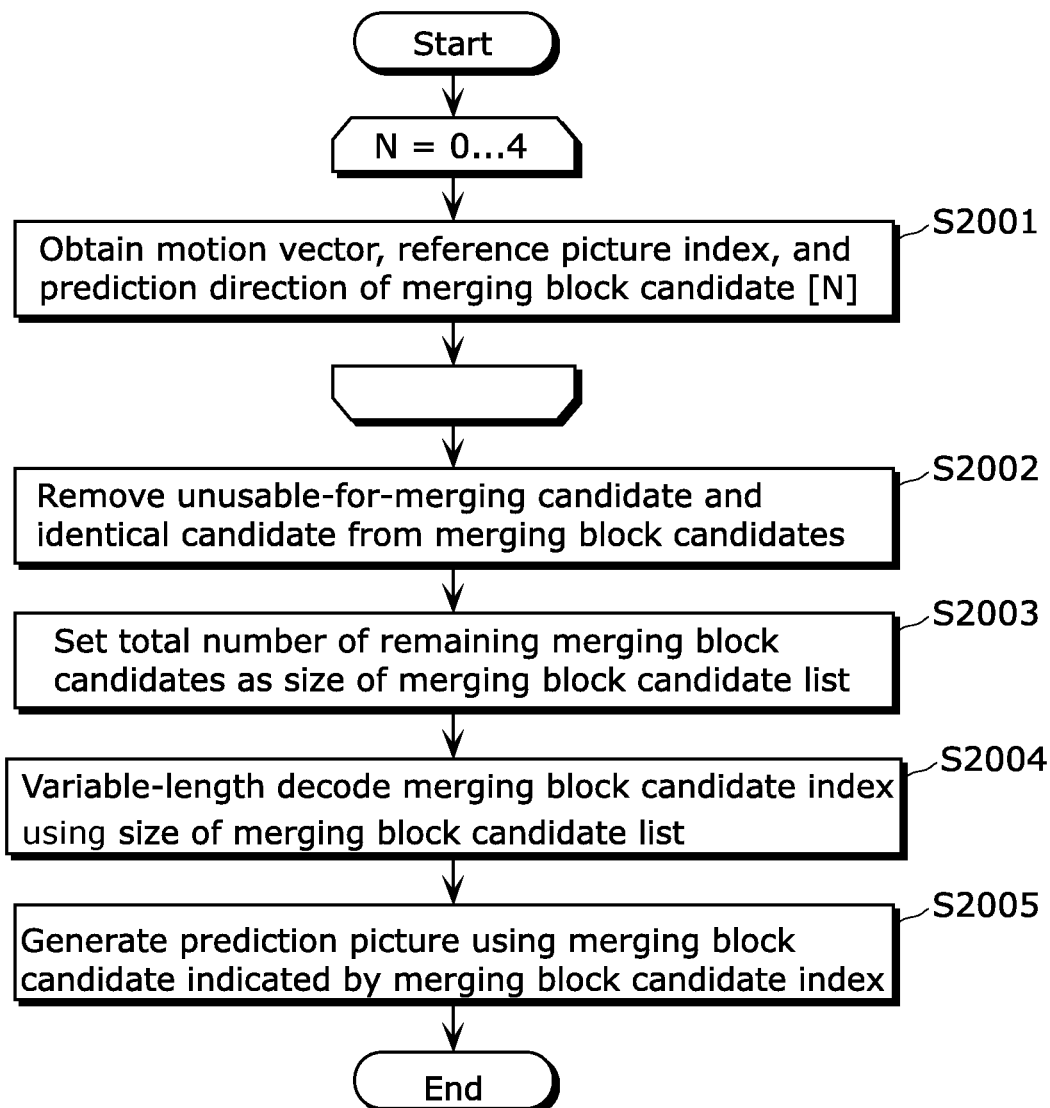 Start
N = 0...4
S2001
Obtain motion vector, reference picture index, and
prediction direction of merging block candidate [N]
S2002
Remove unusable-for-merging candidate and
identical candidate from merging block candidates
S2003
Set total number of remaining merging block
candidates as size of merging block candidate list
S2004
Variable-length decode merging block candidate index
using size of merging block candidate list
S2005
Generate prediction picture using merging block
candidate indicated by merging block candidate index
End